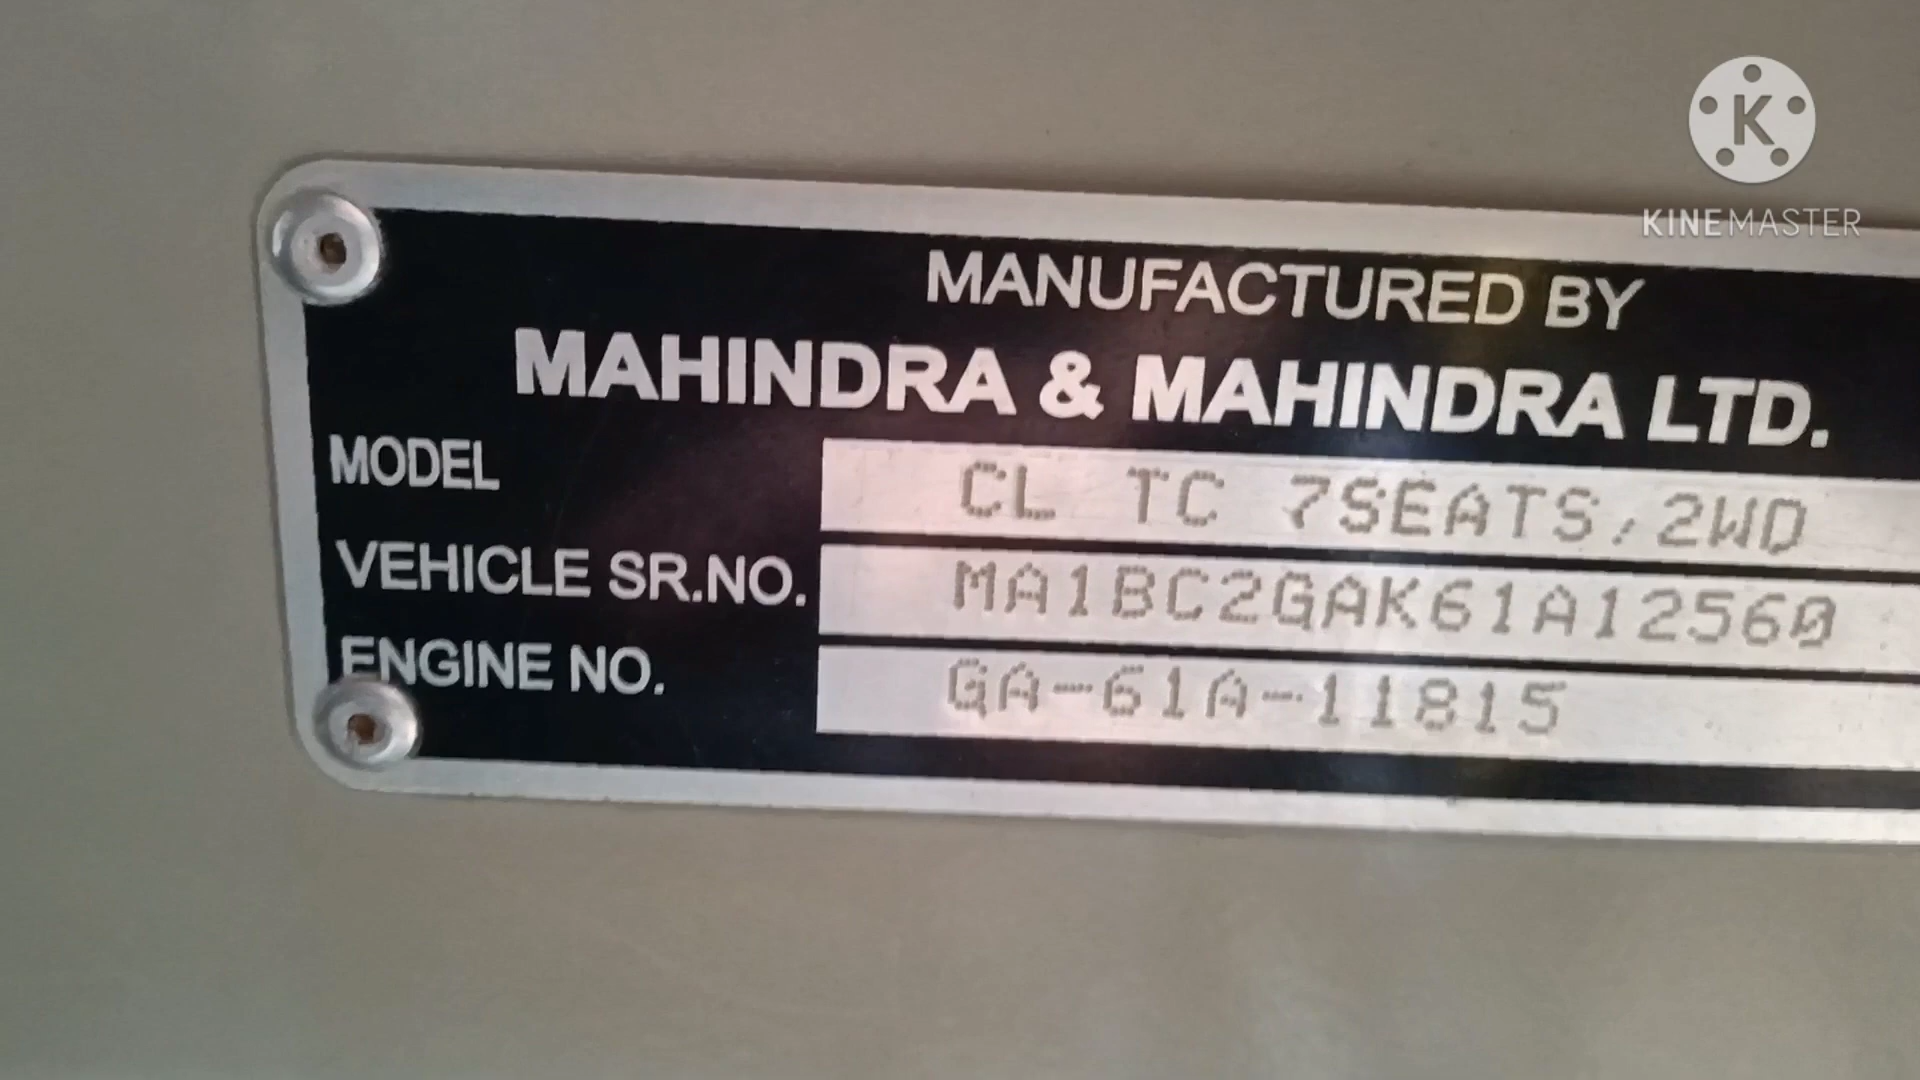 K
KINEMASTER
MANUFACTURED BY
MAHINDRA & MAHINDRA LTD.
MODEL CL TC 7SEATS,2WD
VEHICLE SR.NO. MA1BC2GAK61A12560
ENGINE NO. GA-61A-11815